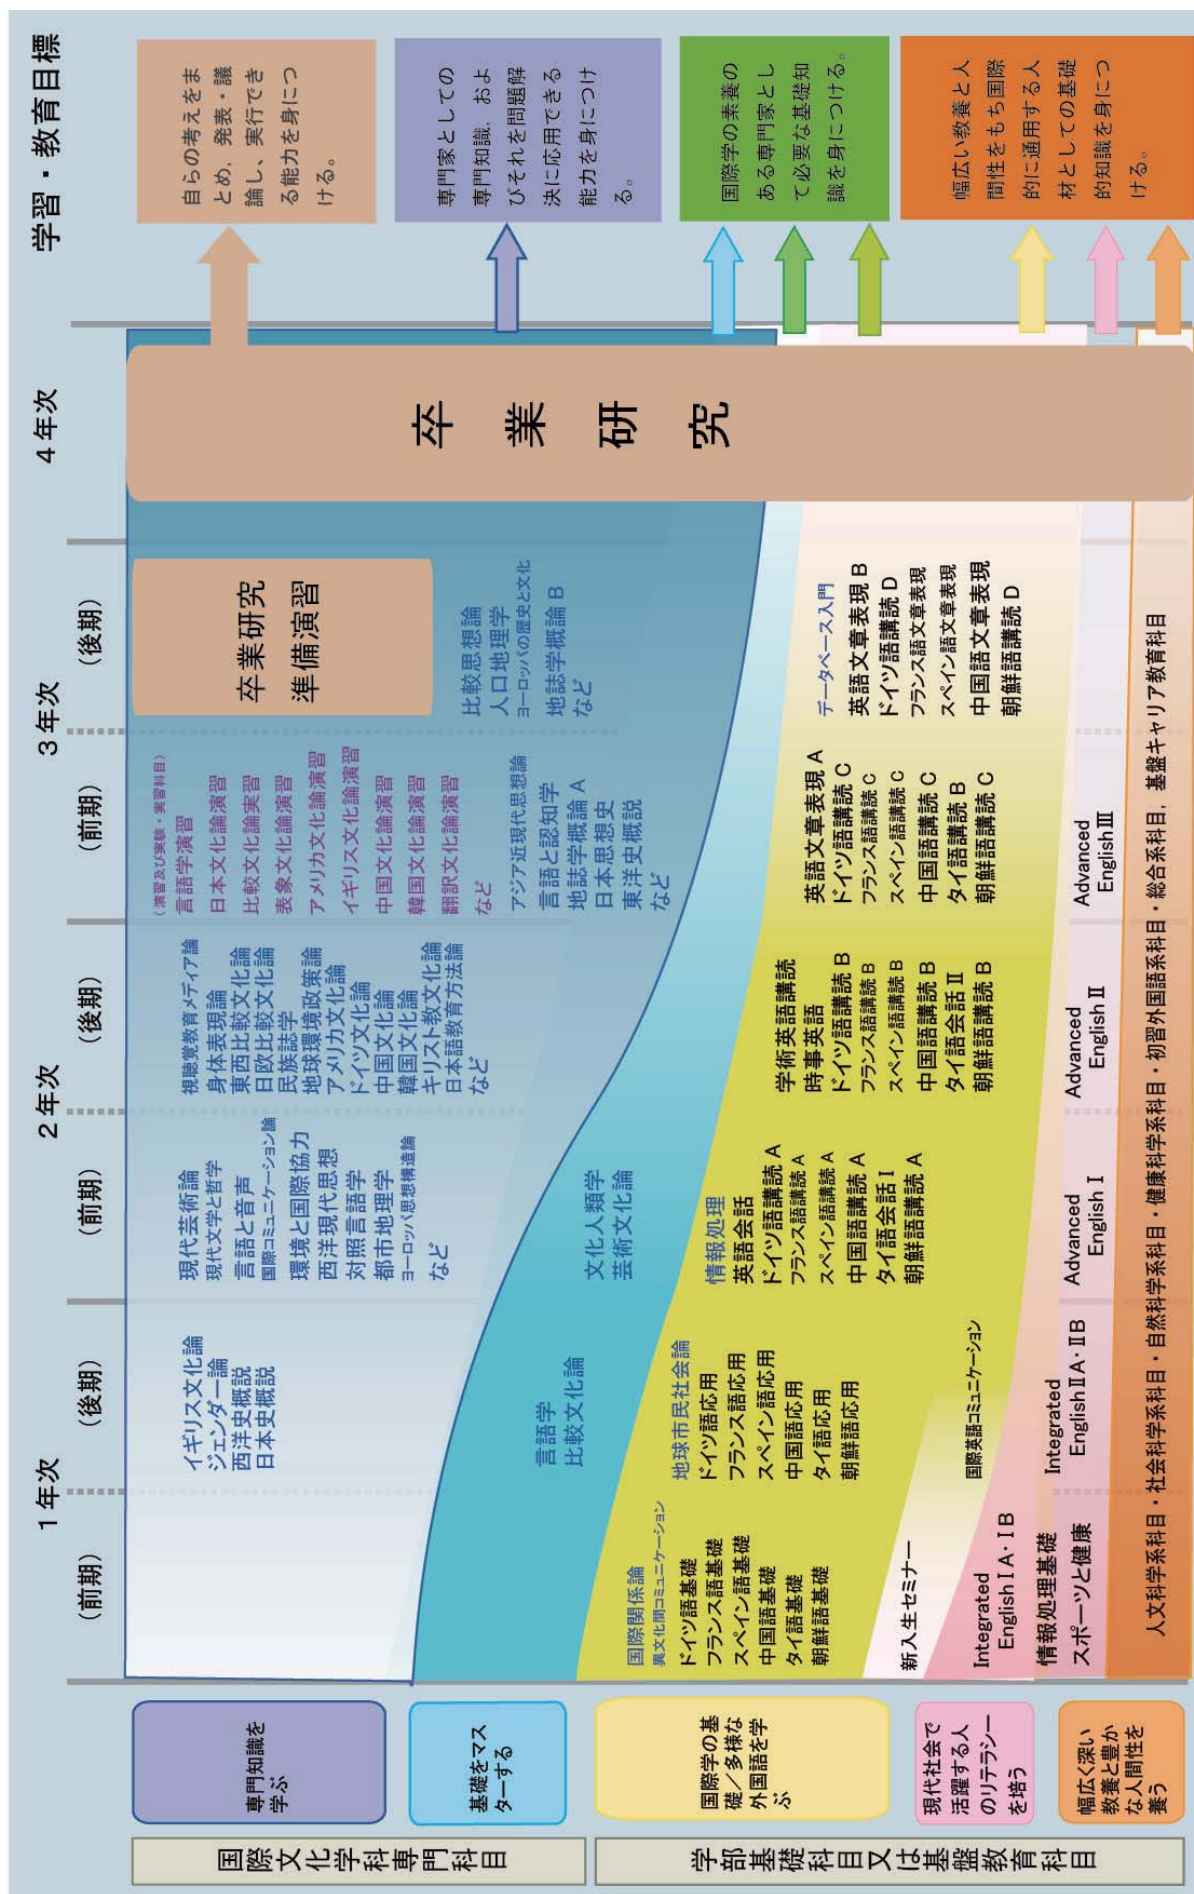 1年次
2年次
3年次
4年次
学習・教育目標
(前期)
(後期)
(前期)
(後期)
(前期)
(後期)
国際文化学科専門科目
学部基礎科目又は基盤教育科目
専門知識を
学ぶ
基礎をマス
ターする
国際学の基
礎／多様な
外国語を学
ぶ
現代社会で
活躍する人
のリテラシー
を培う
幅広く深い
教養と豊か
な人間性を
養う
イギリス文化論
ジェンダー論
西洋史概説
日本史概説
現代芸術論
現代文学と哲学
言語と音声
国際コミュニケーション論
環境と国際協力
西洋現代思想
対照言語学
都市地理学
ヨーロッパ思想構造論
など
視聴覚教育メディア論
身体表現論
東西比較文化論
日欧比較文化論
民族誌学
地球環境政策論
アメリカ文化論
ドイツ文化論
中国文化論
韓国文化論
キリスト教文化論
日本語教育方法論
など
(演習及び実験・実習科目)
言語学演習
日本文化論演習
比較文化論実習
表象文化論演習
アメリカ文化論演習
イギリス文化論演習
中国文化論演習
韓国文化論演習
翻訳文化論演習
など
アジア近現代思想論
言語と認知学
地誌学概論 A
日本思想史
東洋史概説
など
卒業研究
準備演習
比較思想論
人口地理学
ヨーロッパの歴史と文化
地誌学概論 B
など
卒業研究
言語学
比較文化論
文化人類学
芸術文化論
国際関係論
異文化間コミュニケーション
ドイツ語基礎
フランス語基礎
スペイン語基礎
中国語基礎
タイ語基礎
朝鮮語基礎
地球市民社会論
ドイツ語応用
フランス語応用
スペイン語応用
中国語応用
タイ語応用
朝鮮語応用
情報処理
英語会話
ドイツ語講読 A
フランス語講読 A
スペイン語講読 A
中国語講読 A
タイ語会話 I
朝鮮語講読 A
学術英語講読
時事英語
ドイツ語講読 B
フランス語講読 B
スペイン語講読 B
中国語講読 B
タイ語会話 II
朝鮮語講読 B
英語文章表現 A
ドイツ語講読 C
フランス語講読 C
スペイン語講読 C
中国語講読 C
タイ語講読 B
朝鮮語講読 C
データベース入門
英語文章表現 B
ドイツ語講読 D
フランス語文章表現
スペイン語文章表現
中国語文章表現
朝鮮語講読 D
新入生セミナー
国際英語コミュニケーション
Integrated
English I A・I B
情報処理基礎
スポーツと健康
Integrated
English II A・II B
Advanced
English I
Advanced
English II
Advanced
English III
人文科学系科目・社会科学系科目・自然科学系科目・健康科学系科目・初習外国語系科目・総合系科目，基盤キャリア教育科目
自らの考えをま
とめ，発表・議
論し，実行でき
る能力を身につ
ける。
専門家としての
専門知識，およ
びそれを問題解
決に応用できる
能力を身につけ
る。
国際学の素養の
ある専門家とし
て必要な基礎知
識を身につける。
幅広い教養と人
間性をもち国際
的に通用する人
材としての基礎
的知識を身につ
ける。